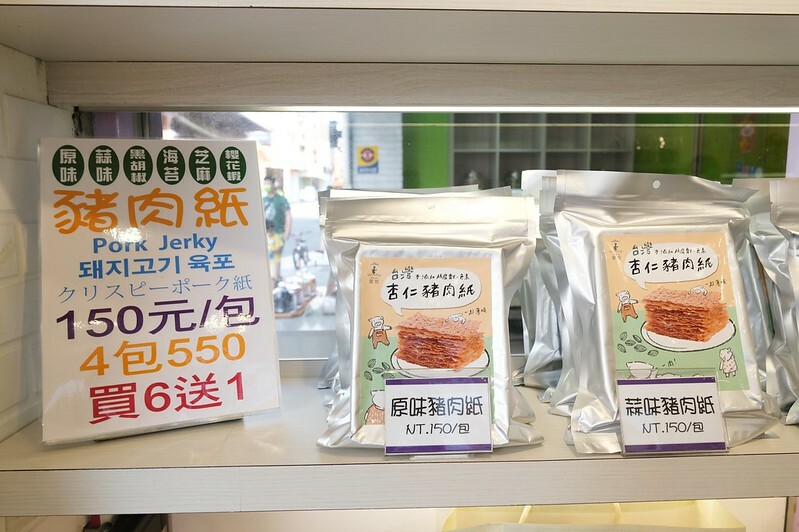 原味 蒜味 黑胡椒 海苔 芝麻 櫻花蝦
豬肉紙
Pork Jerky
돼지고기 육포
クリスピーポーク紙
150元/包
4包550
買6送1
台灣
杏仁豬肉紙
原味豬肉紙
NT.150/包
台灣
杏仁豬肉紙
蒜味豬肉紙
NT.150/包